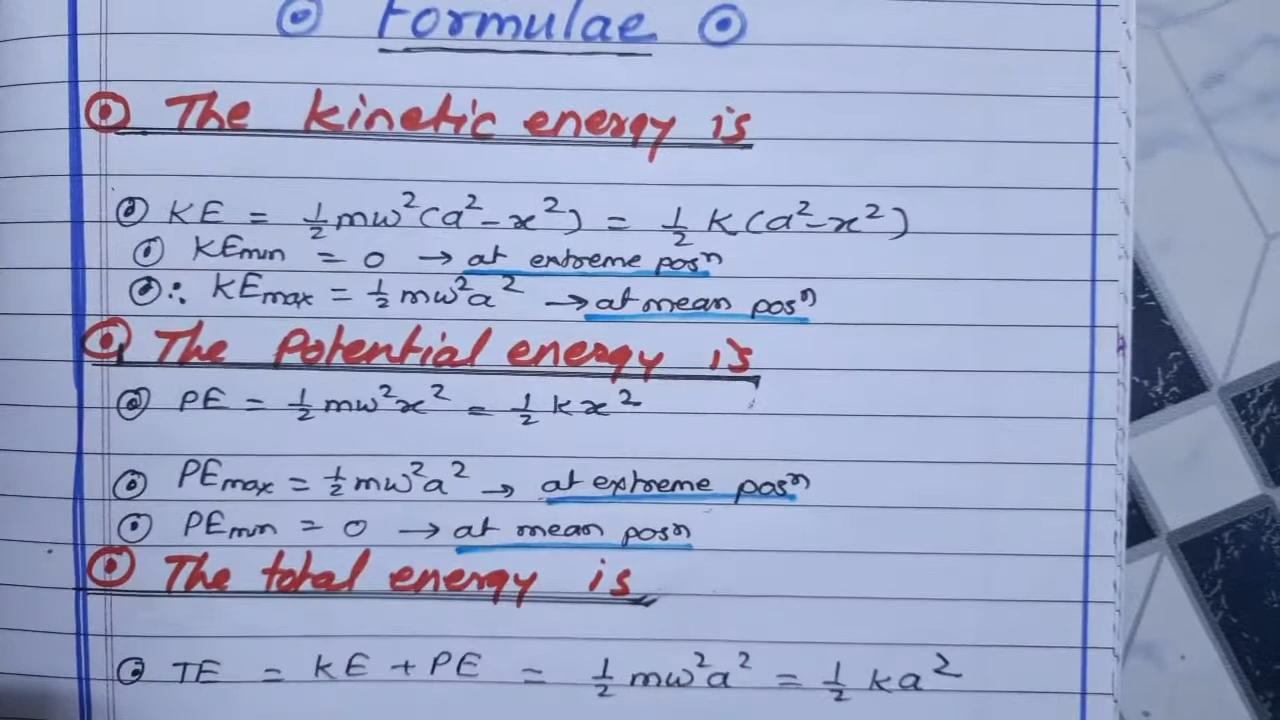 ⊙ Formulae ⊙
⊙ The kinetic energy is
⊙ KE = ½mω²(a²-x²) = ½K(a²-x²)
⊙ KEmin = 0 → at extreme posⁿ
⊙ ∴ KEmax = ½mω²a² → at mean posⁿ
⊙ The Potential energy is
⊙ PE = ½mω²x² = ½kx²
⊙ PEmax = ½mω²a² → at extreme posⁿ
⊙ PEmin = 0 → at mean posn
⊙ The total energy is
⊙ TE = KE + PE = ½mω²a² = ½ka²